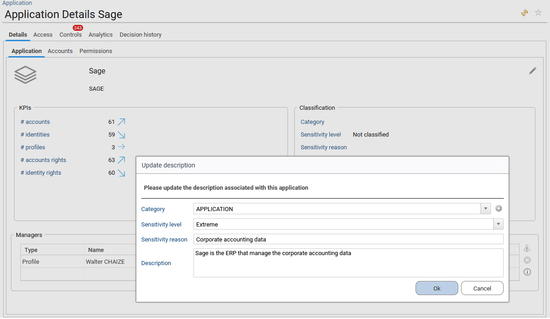 Application
Application Details Sage
Details Access Controls 243 Analytics Decision history
Application Accounts Permissions
Sage
SAGE
KPIs
# accounts 61
# identities 59
# profiles 3
# accounts rights 63
# identity rights 60
Classification
Category
Sensitivity level Not classified
Sensitivity reason
Managers
Type Name
Profile Walter CHAIZE
Update description
Please update the description associated with this application
Category APPLICATION
Sensitivity level Extreme
Sensitivity reason Corporate accounting data
Description Sage is the ERP that manage the corporate accounting data
Ok Cancel